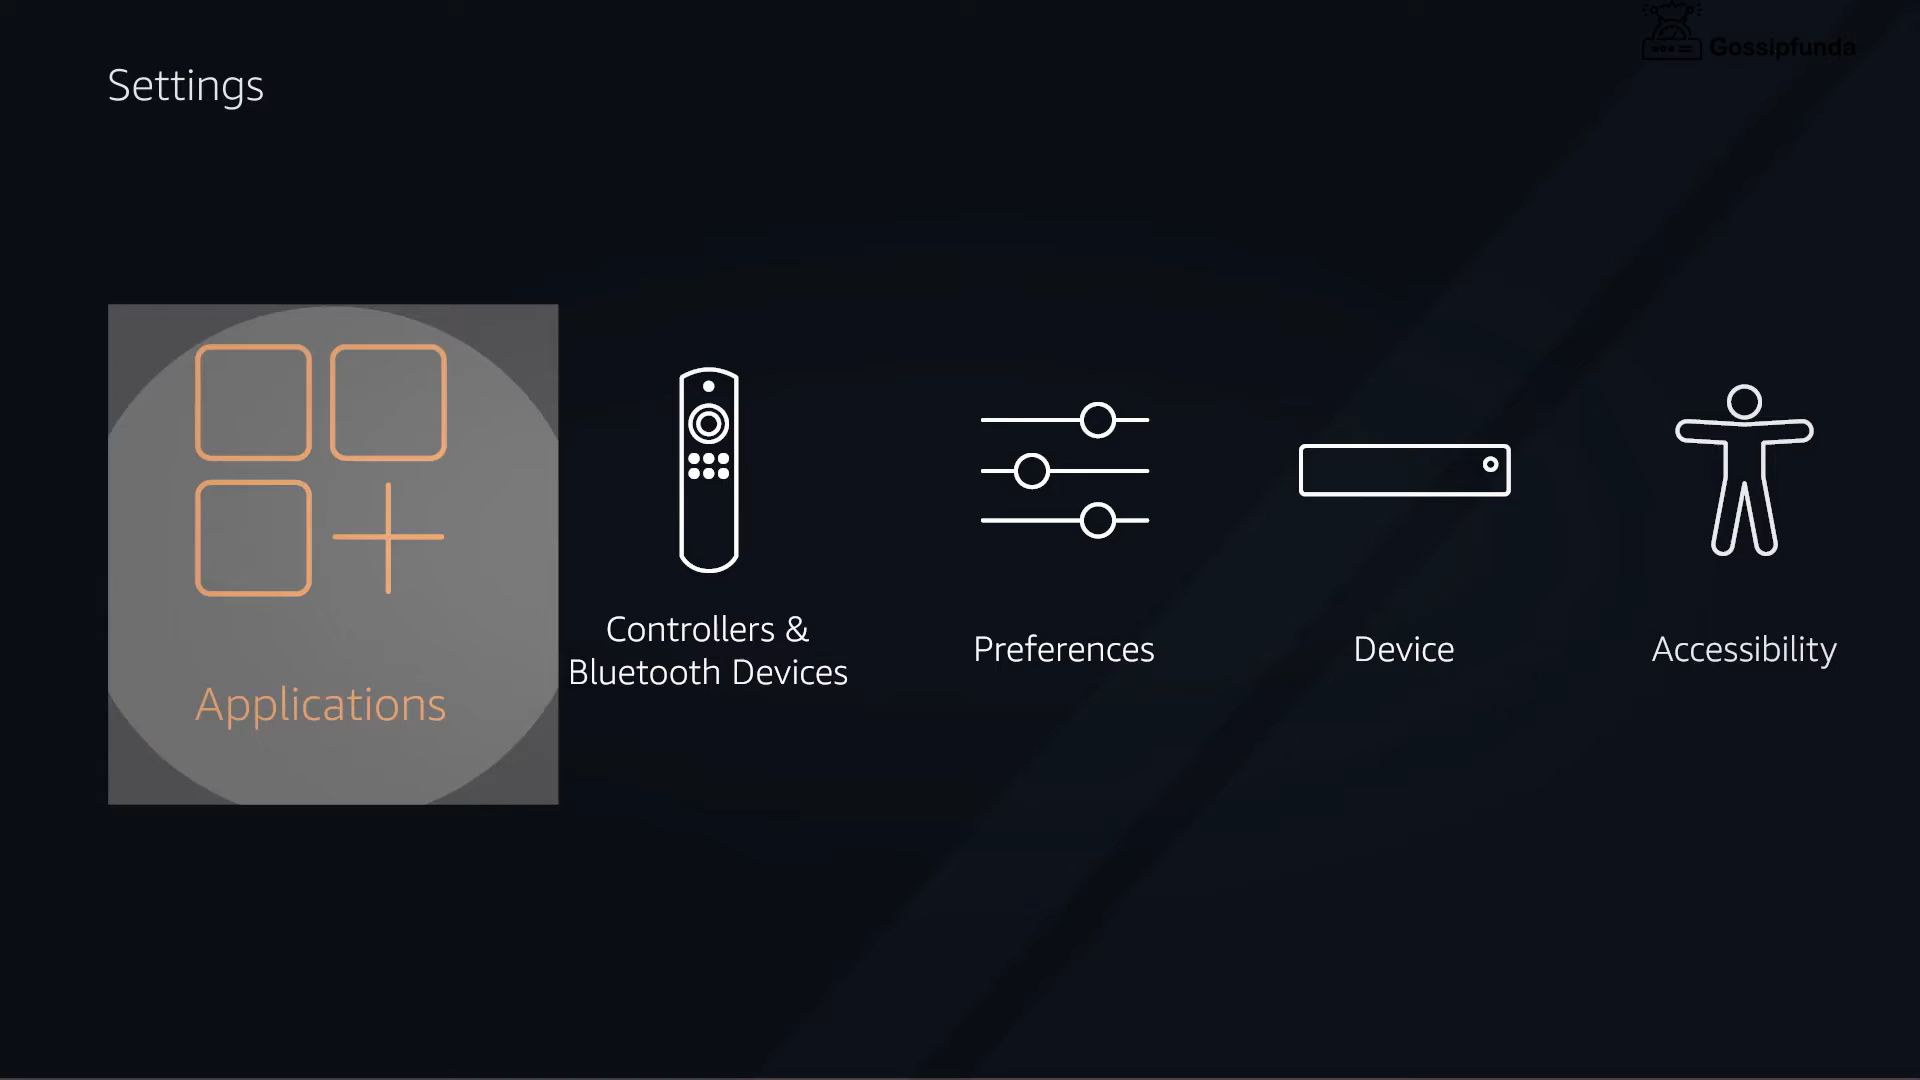 Gossipfunda
Settings
Applications
Controllers &
Bluetooth Devices
Preferences
Device
Accessibility